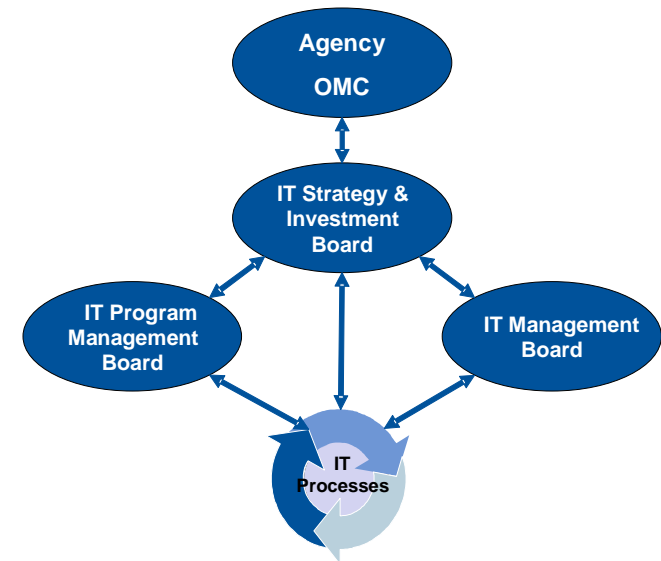 Agency
OMC
IT Strategy &
Investment
Board
IT Program
Management
Board
IT Management
Board
IT
Processes